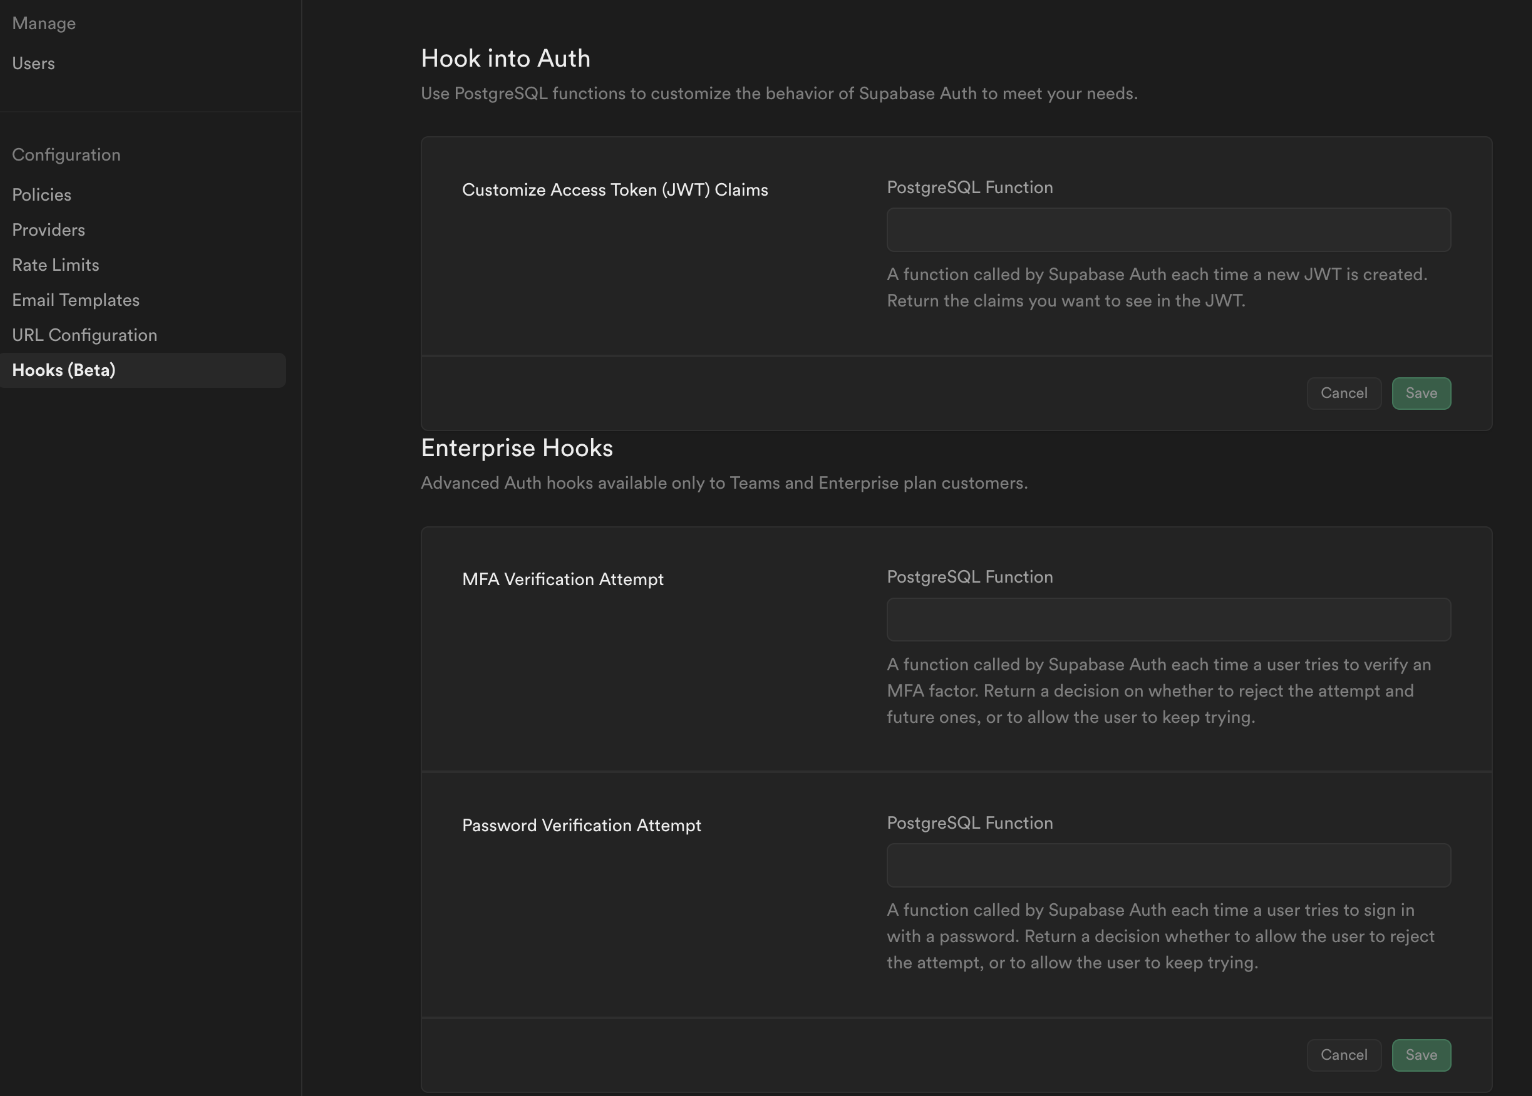 Manage
Users
Configuration
Policies
Providers
Rate Limits
Email Templates
URL Configuration
Hooks (Beta)
Hook into Auth
Use PostgreSQL functions to customize the behavior of Supabase Auth to meet your needs.
Customize Access Token (JWT) Claims
PostgreSQL Function
A function called by Supabase Auth each time a new JWT is created.
Return the claims you want to see in the JWT.
Cancel
Save
Enterprise Hooks
Advanced Auth hooks available only to Teams and Enterprise plan customers.
MFA Verification Attempt
PostgreSQL Function
A function called by Supabase Auth each time a user tries to verify an
MFA factor. Return a decision on whether to reject the attempt and
future ones, or to allow the user to keep trying.
Password Verification Attempt
PostgreSQL Function
A function called by Supabase Auth each time a user tries to sign in
with a password. Return a decision whether to allow the user to reject
the attempt, or to allow the user to keep trying.
Cancel
Save